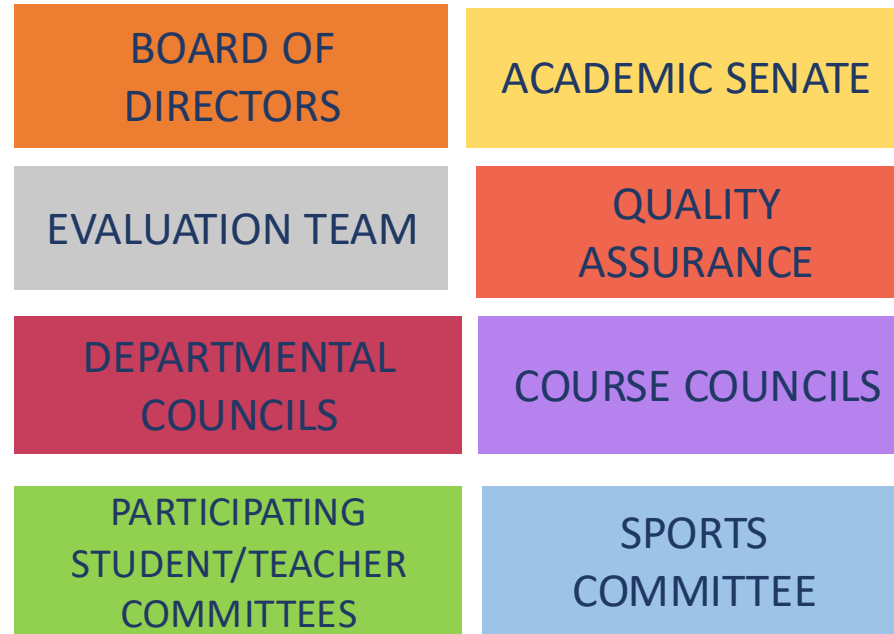 BOARD OF
DIRECTORS
ACADEMIC SENATE
EVALUATION TEAM
QUALITY
ASSURANCE
DEPARTMENTAL
COUNCILS
COURSE COUNCILS
PARTICIPATING
STUDENT/TEACHER
COMMITTEES
SPORTS
COMMITTEE